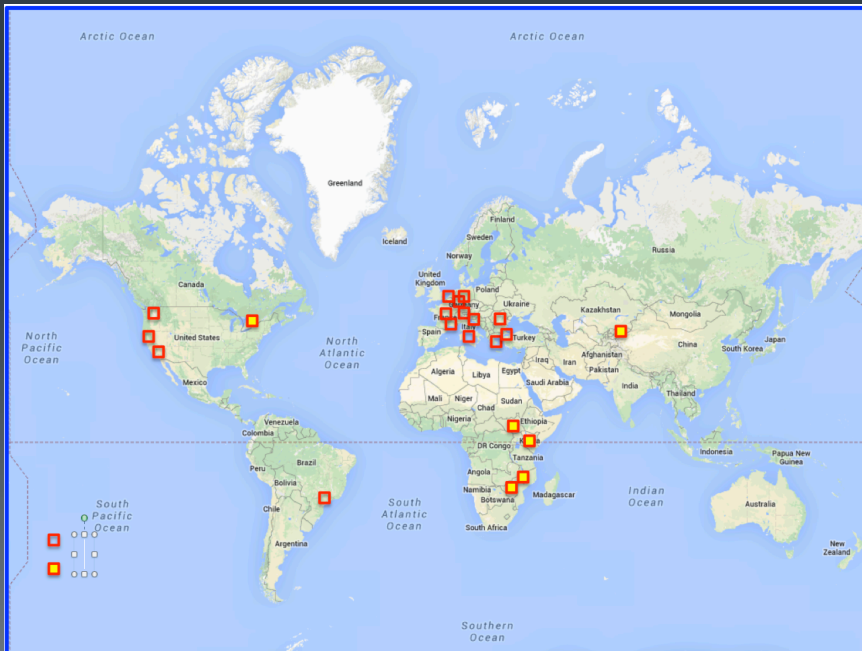 Arctic Ocean
Arctic Ocean
Greenland
Iceland
Finland
Sweden
Norway
Russia
United
Kingdom
Poland
Canada
Ukraine
Kazakhstan
Mongolia
North
Pacific
Ocean
United States
North
Atlantic
Ocean
Spain
Italy
Turkey
China
Japan
South Korea
Afghanistan
Iraq
Iran
Pakistan
Mexico
Algeria
Libya
Egypt
Saudi Arabia
India
Thailand
Mali
Niger
Chad
Sudan
Nigeria
Ethiopia
Venezuela
Colombia
DR Congo
Tanzania
Indonesia
Papua New
Guinea
Peru
Brazil
Bolivia
Angola
Namibia
Botswana
Madagascar
Indian
Ocean
Australia
South
Pacific
Ocean
Chile
South
Atlantic
Ocean
South Africa
Argentina
New
Zealand
Southern
Ocean